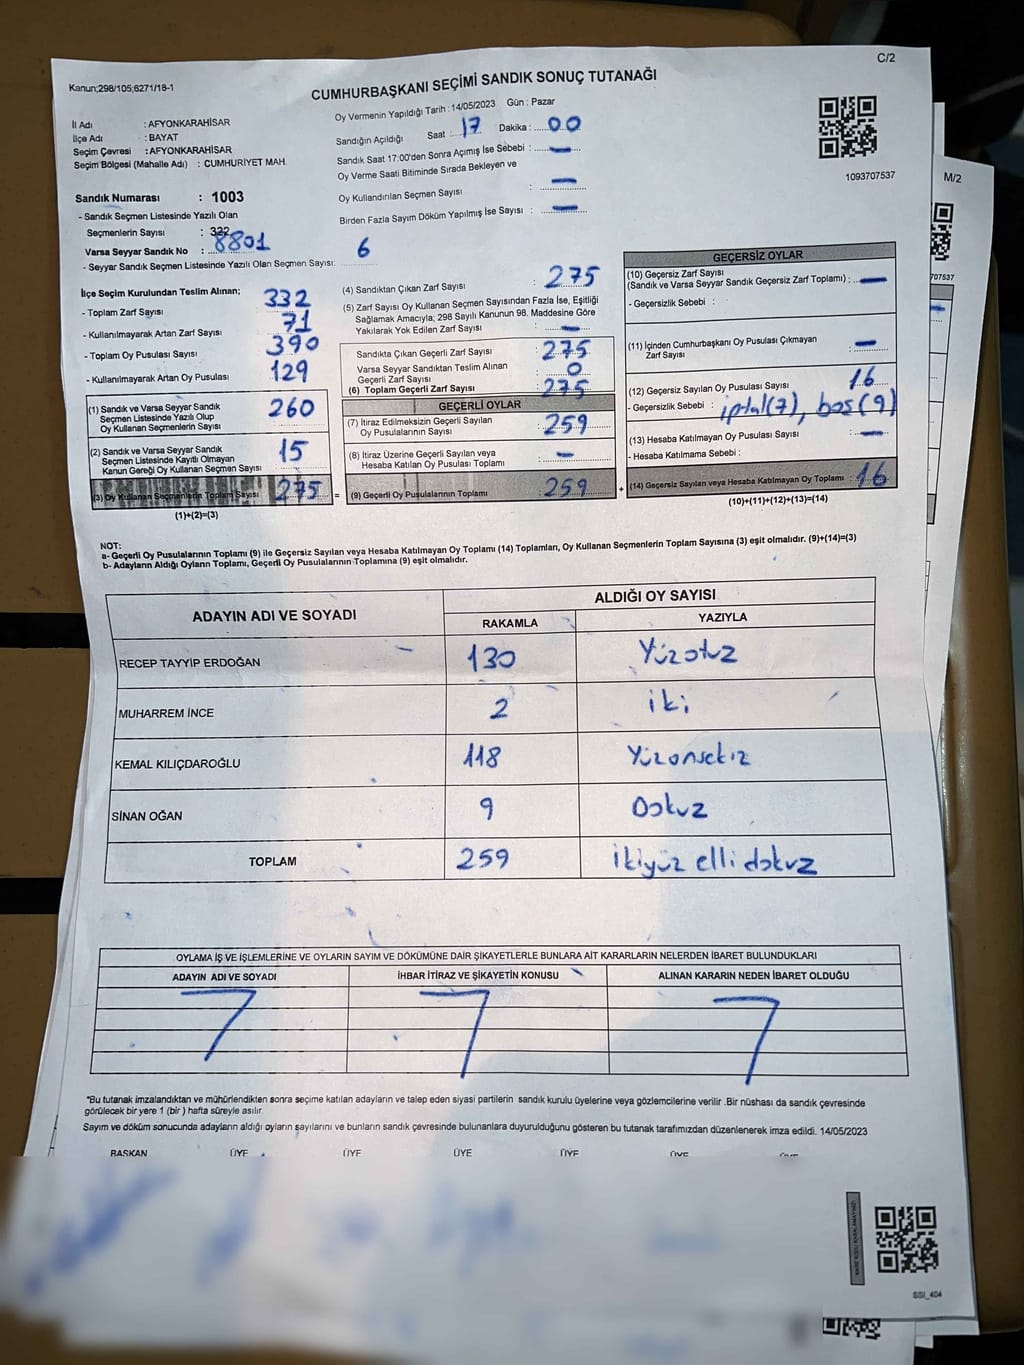 C/2
Kanun;298/105;6271/18-1
CUMHURBAŞKANI SEÇİMİ SANDIK SONUÇ TUTANAĞI
İl Adı : AFYONKARAHİSAR
İlçe Adı : BAYAT
Seçim Çevresi : AFYONKARAHİSAR
Seçim Bölgesi (Mahalle Adı) : CUMHURİYET MAH.
Oy Vermenin Yapıldığı Tarih : 14/05/2023 Gün : Pazar
Sandığın Açıldığı Saat : 17 Dakika : 00
Sandık Saat 17:00'den Sonra Açımış İse Sebebi : —
Oy Verme Saati Bitiminde Sırada Bekleyen ve
Oy Kullandırılan Seçmen Sayısı : —
Birden Fazla Sayım Döküm Yapılmış İse Sayısı : —
1093707537
M/2
707537
Sandık Numarası : 1003
- Sandık Seçmen Listesinde Yazılı Olan
Seçmenlerin Sayısı : 322
Varsa Seyyar Sandık No : 8801
- Seyyar Sandık Seçmen Listesinde Yazılı Olan Seçmen Sayısı: 6
İlçe Seçim Kurulundan Teslim Alınan;
- Toplam Zarf Sayısı 332
- Kullanılmayarak Artan Zarf Sayısı 71
- Toplam Oy Pusulası Sayısı 390
- Kullanılmayarak Artan Oy Pusulası 129
(1) Sandık ve Varsa Seyyar Sandık
Seçmen Listesinde Yazılı Olup
Oy Kullanan Seçmenlerin Sayısı 260
(2) Sandık ve Varsa Seyyar Sandık
Seçmen Listesinde Kayıtlı Olmayan
Kanun Gereği Oy Kullanan Seçmen Sayısı 15
(3) Oy Kullanan Seçmenlerin Toplam Sayısı 275 =
(1)+(2)=(3)
(4) Sandıktan Çıkan Zarf Sayısı : 275
(5) Zarf Sayısı Oy Kullanan Seçmen Sayısından Fazla İse, Eşitliği
Sağlamak Amacıyla; 298 Sayılı Kanunun 98. Maddesine Göre
Yakılarak Yok Edilen Zarf Sayısı : —
Sandıkta Çıkan Geçerli Zarf Sayısı : 275
Varsa Seyyar Sandıktan Teslim Alınan
Geçerli Zarf Sayısı : 0
(6) Toplam Geçerli Zarf Sayısı : 275
GEÇERLİ OYLAR
(7) İtiraz Edilmeksizin Geçerli Sayılan
Oy Pusulalarının Sayısı : 259
(8) İtiraz Üzerine Geçerli Sayılan veya
Hesaba Katılan Oy Pusulası Toplamı : —
(9) Geçerli Oy Pusulalarının Toplamı : 259 +
GEÇERSİZ OYLAR
(10) Geçersiz Zarf Sayısı
(Sandık ve Varsa Seyyar Sandık Geçersiz Zarf Toplamı) : —
- Geçersizlik Sebebi :
(11) İçinden Cumhurbaşkanı Oy Pusulası Çıkmayan
Zarf Sayısı : —
(12) Geçersiz Sayılan Oy Pusulası Sayısı : 16
- Geçersizlik Sebebi : iptal(7), boş(9)
(13) Hesaba Katılmayan Oy Pusulası Sayısı : —
- Hesaba Katılmama Sebebi :
(14) Geçersiz Sayılan veya Hesaba Katılmayan Oy Toplamı : 16
(10)+(11)+(12)+(13)=(14)
NOT:
a- Geçerli Oy Pusulalarının Toplamı (9) ile Geçersiz Sayılan veya Hesaba Katılmayan Oy Toplamı (14) Toplamları, Oy Kullanan Seçmenlerin Toplam Sayısına (3) eşit olmalıdır. (9)+(14)=(3)
b- Adayların Aldığı Oyların Toplamı, Geçerli Oy Pusulalarının Toplamına (9) eşit olmalıdır.
ADAYIN ADI VE SOYADI
ALDIĞI OY SAYISI
RAKAMLA YAZIYLA
RECEP TAYYİP ERDOĞAN 130 Yüzotuz
MUHARREM İNCE 2 iki
KEMAL KILIÇDAROĞLU 118 Yüzonsekiz
SİNAN OĞAN 9 Dokuz
TOPLAM 259 ikiyüz elli dokuz
OYLAMA İŞ VE İŞLEMLERİNE VE OYLARIN SAYIM VE DÖKÜMÜNE DAİR ŞİKAYETLERLE BUNLARA AİT KARARLARIN NELERDEN İBARET BULUNDUKLARI
ADAYIN ADI VE SOYADI İHBAR İTİRAZ VE ŞİKAYETİN KONUSU ALINAN KARARIN NEDEN İBARET OLDUĞU
*Bu tutanak imzalandıktan ve mühürlendikten sonra seçime katılan adayların ve talep eden siyasi partilerin sandık kurulu üyelerine veya gözlemcilerine verilir .Bir nüshası da sandık çevresinde
görülecek bir yere 1 (bir ) hafta süreyle asılır.
Sayım ve döküm sonucunda adayların aldığı oyların sayılarını ve bunların sandık çevresinde bulunanlara duyurulduğunu gösteren bu tutanak tarafımızdan düzenlenerek imza edildi. 14/05/2023
BAŞKAN ÜYE ÜYE ÜYE ÜYE ÜYE
SSI_404